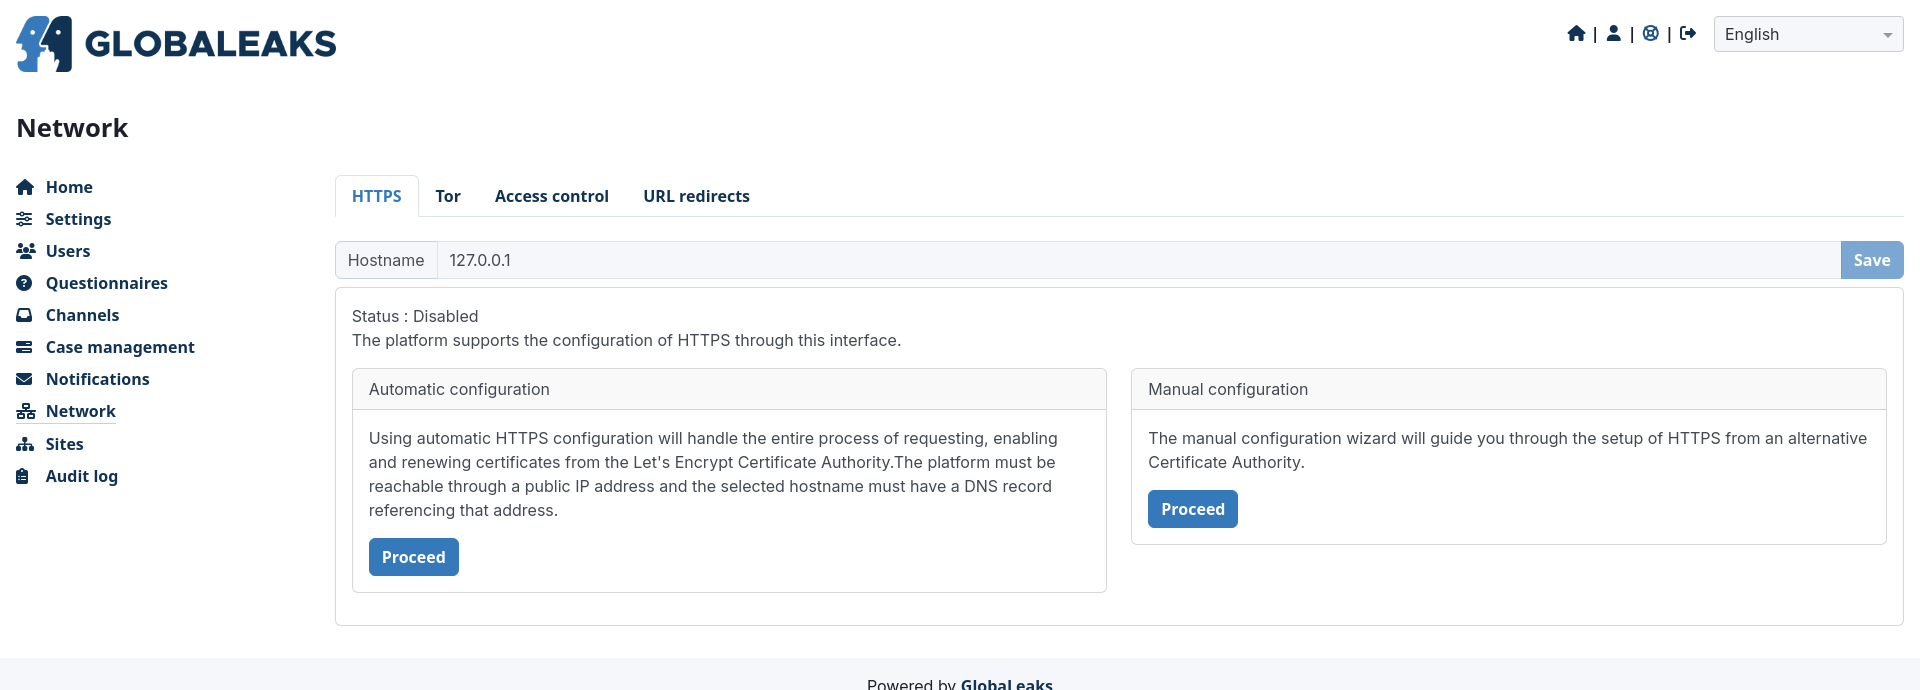 GLOBALEAKS
| | |
English
Network
Home
Settings
Users
Questionnaires
Channels
Case management
Notifications
Network
Sites
Audit log
HTTPS Tor Access control URL redirects
Hostname 127.0.0.1 Save
Status : Disabled
The platform supports the configuration of HTTPS through this interface.
Automatic configuration
Using automatic HTTPS configuration will handle the entire process of requesting, enabling
and renewing certificates from the Let's Encrypt Certificate Authority.The platform must be
reachable through a public IP address and the selected hostname must have a DNS record
referencing that address.
Proceed
Manual configuration
The manual configuration wizard will guide you through the setup of HTTPS from an alternative
Certificate Authority.
Proceed
Powered by GlobaLeaks